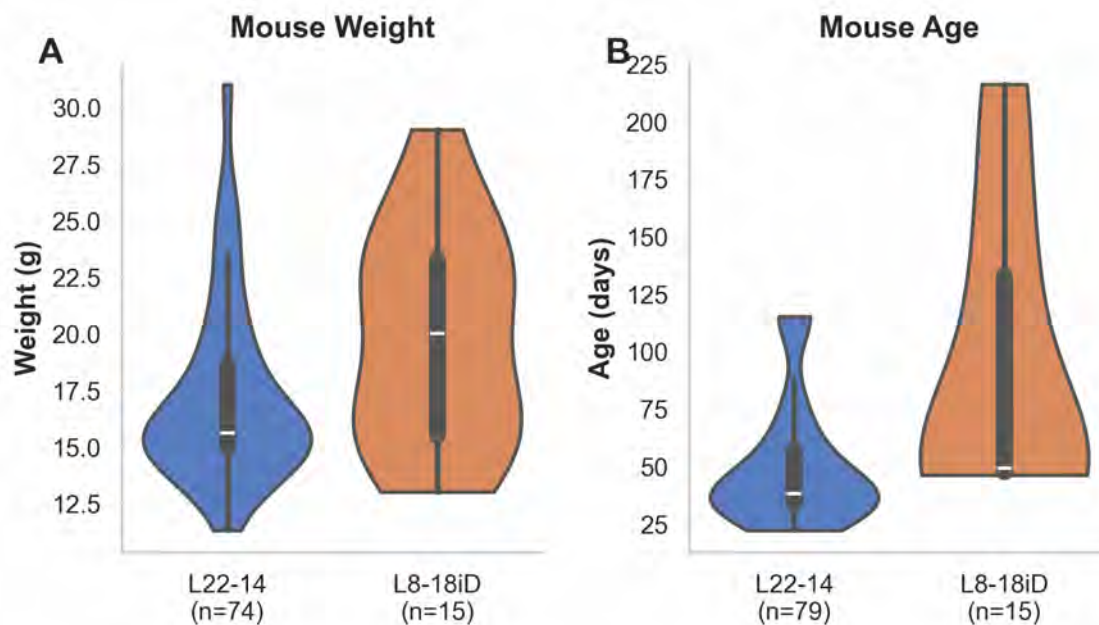 A
Mouse Weight
Weight (g)
30.0
27.5
25.0
22.5
20.0
17.5
15.0
12.5
L22-14
(n=74)
L8-18iD
(n=15)
B
Mouse Age
Age (days)
225
200
175
150
125
100
75
50
25
L22-14
(n=79)
L8-18iD
(n=15)